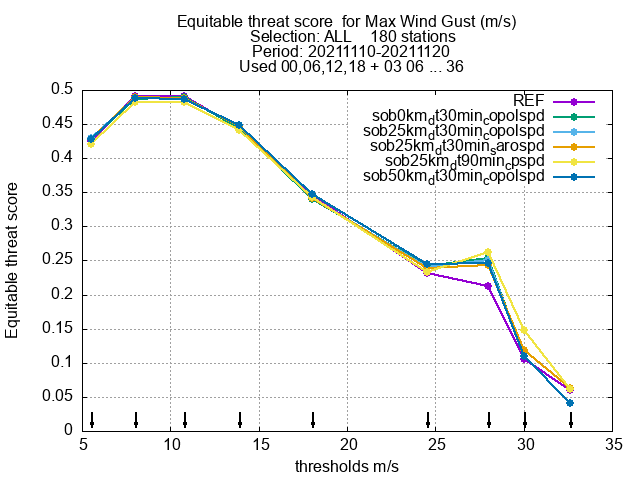 Equitable threat score  for Max Wind Gust (m/s)
Selection: ALL    180 stations
Period: 20211110-20211120
Used 00,06,12,18 + 03 06 ... 36
REF
sob0km_dt30min_copolspd
sob25km_dt30min_copolspd
sob25km_dt30min_sarospd
sob25km_dt90min_cpspd
sob50km_dt30min_copolspd
Equitable threat score
0.5
0.45
0.4
0.35
0.3
0.25
0.2
0.15
0.1
0.05
0
5 10 15 20 25 30 35
thresholds m/s